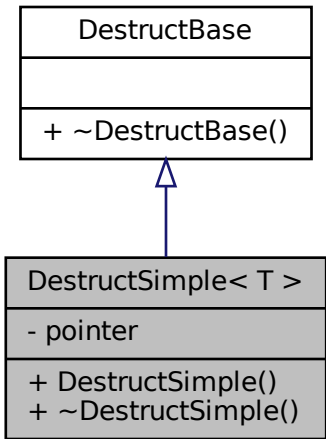 DestructBase
+ ~DestructBase()
DestructSimple< T >
- pointer
+ DestructSimple()
+ ~DestructSimple()